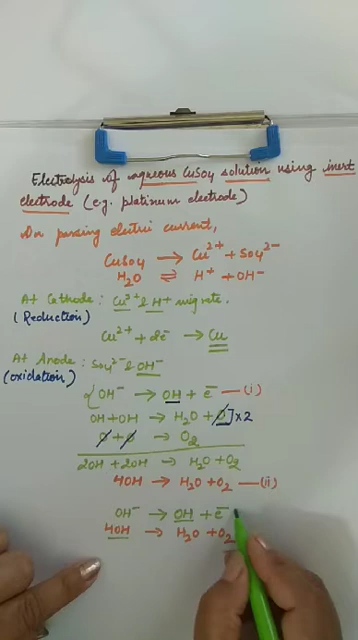 Electrolysis of aqueous CuSO4 solution using inert
electrode (e.g. platinum electrode)
On passing electric current,
CuSO4 → Cu²⁺ + SO4²⁻
H2O ⇌ H⁺ + OH⁻
At Cathode : Cu²⁺ & H⁺ migrate.
(Reduction)
Cu²⁺ + 2e⁻ → Cu
At Anode : SO4²⁻ & OH⁻
(oxidation)
OH⁻ → OH + e⁻ —(i)
OH + OH → H2O + O]×2
O + O → O2
2OH + 2OH → H2O + O2
4OH → H2O + O2 —(ii)
OH⁻ → OH + e⁻
4OH → H2O + O2